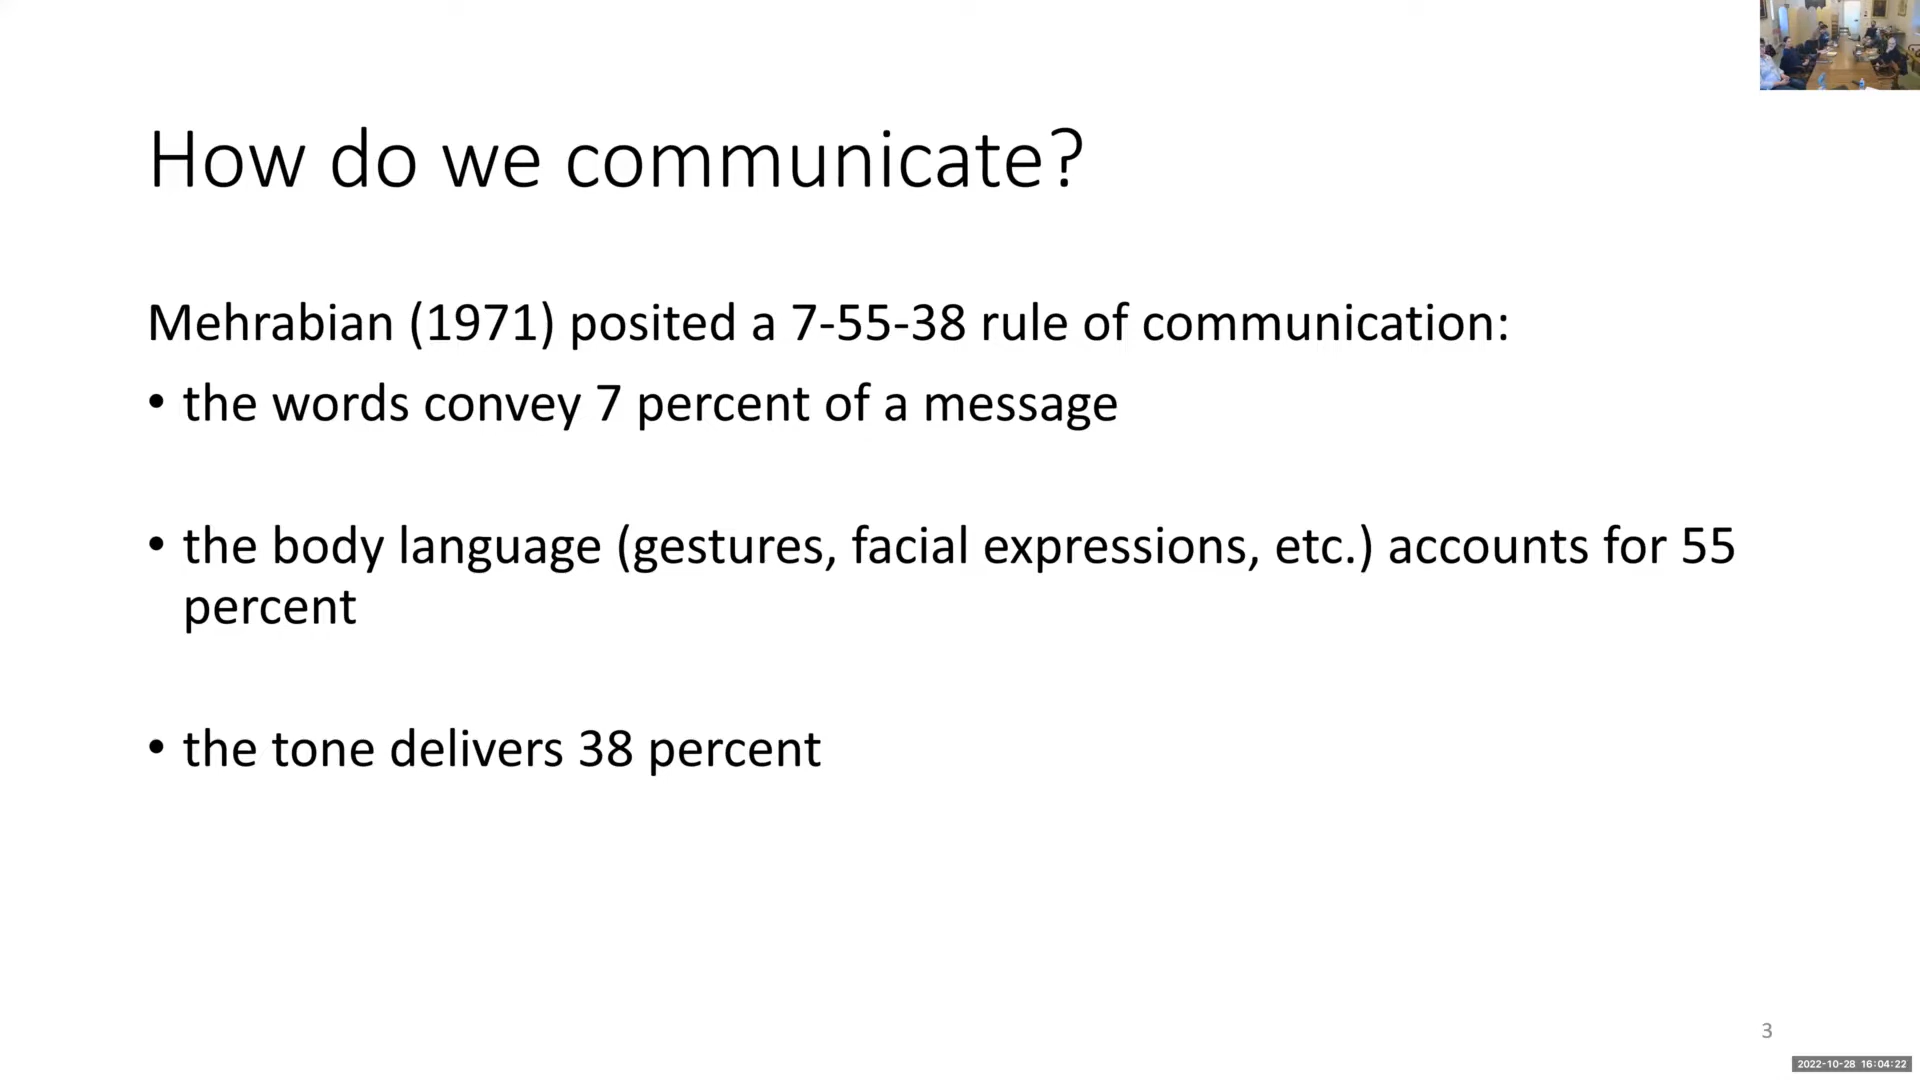 How do we communicate?
Mehrabian (1971) posited a 7-55-38 rule of communication:
• the words convey 7 percent of a message
• the body language (gestures, facial expressions, etc.) accounts for 55
percent
• the tone delivers 38 percent
3
2022-10-28 16:04:22